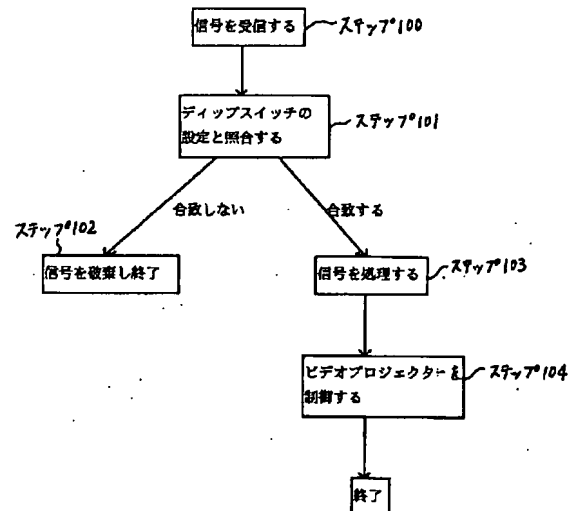 信号を受信する
ステップ100
ディップスイッチの
設定と照合する
ステップ101
合致しない
合致する
ステップ102
信号を破棄し終了
信号を処理する
ステップ103
ビデオプロジェクターを
制御する
ステップ104
終了